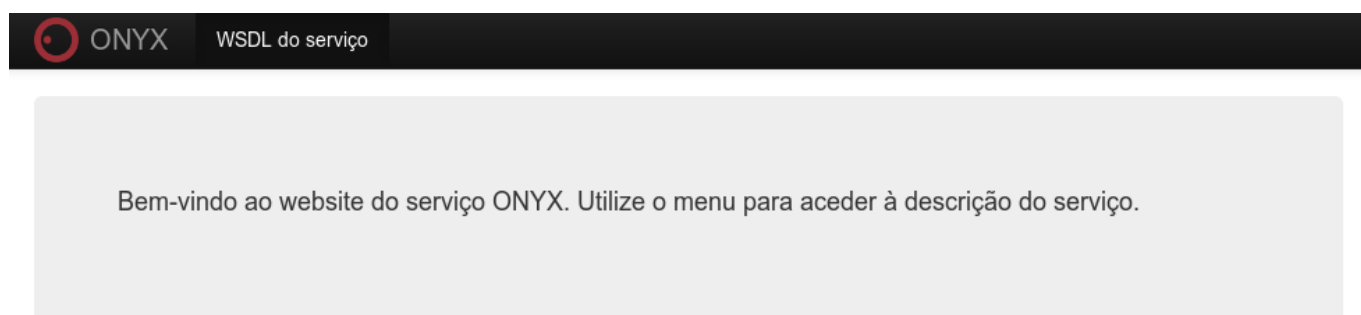 ONYX WSDL do serviço
Bem-vindo ao website do serviço ONYX. Utilize o menu para aceder à descrição do serviço.